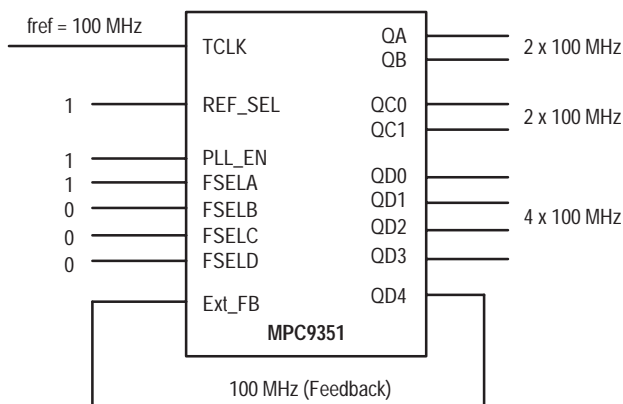 fref = 100 MHz
TCLK
QA
QB
2 x 100 MHz
1
REF_SEL
QC0
QC1
2 x 100 MHz
1
PLL_EN
1
FSELA
0
FSELB
0
FSELC
0
FSELD
QD0
QD1
QD2
QD3
4 x 100 MHz
Ext_FB
QD4
MPC9351
100 MHz (Feedback)